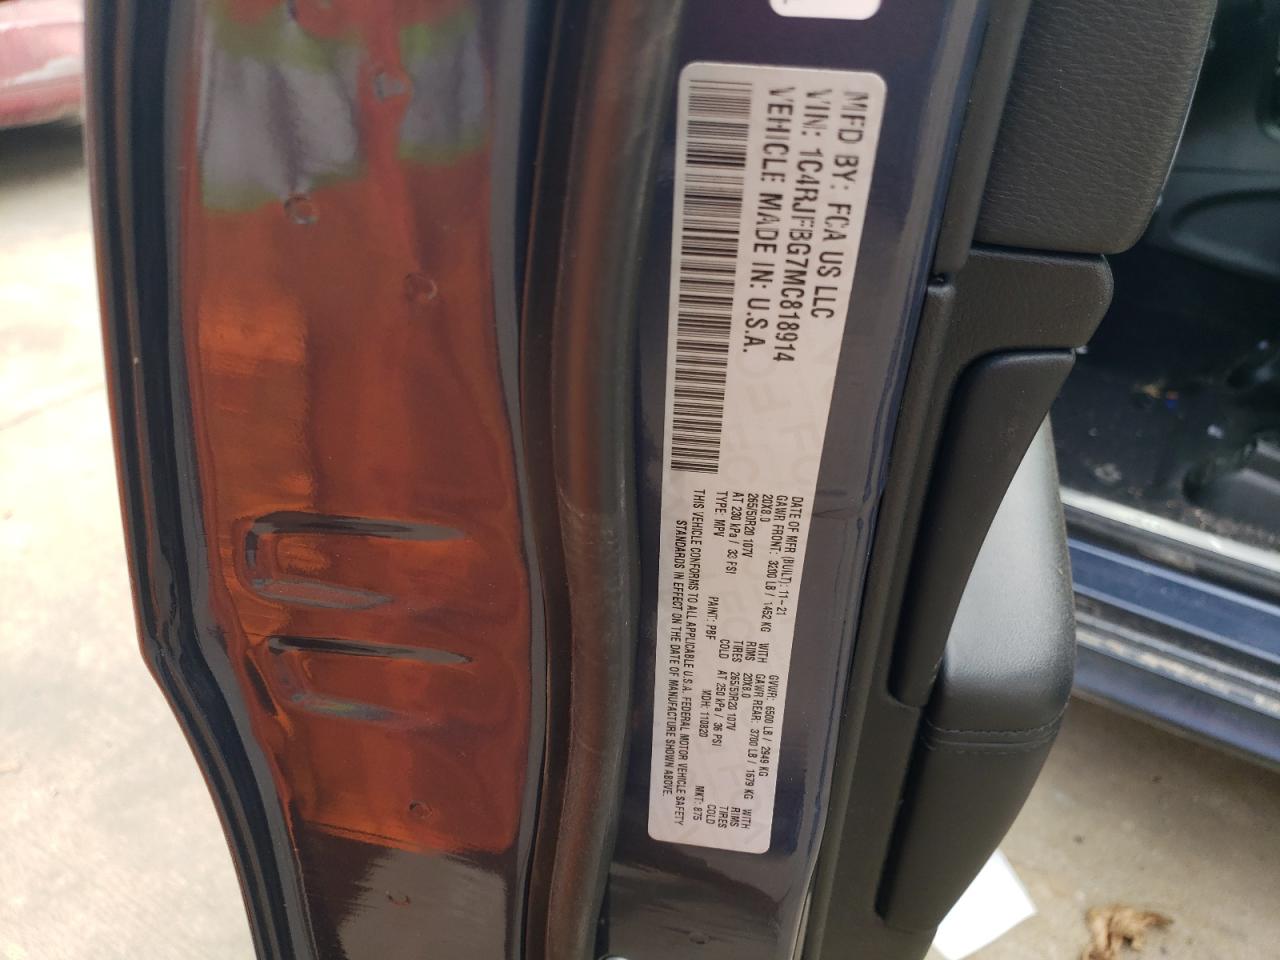 MFD BY: FCA US LLC
VIN: 1C4RJFBG7MC818914
VEHICLE MADE IN: U.S.A.
DATE OF MFR (BUILT): 11-21 GVWR: 6500 LB / 2949 KG
GAWR FRONT: 3200 LB / 1452 KG WITH GAWR REAR: 3700 LB / 1679 KG WITH
20X8.0 RIMS 20X8.0 RIMS
265/50R20 107V TIRES 265/50R20 107V TIRES
AT 230 kPa / 33 PSI COLD AT 250 kPa / 36 PSI COLD
TYPE: MPV PAINT: PBF MDH: 110820 MKT: 875
THIS VEHICLE CONFORMS TO ALL APPLICABLE U.S.A. FEDERAL MOTOR VEHICLE SAFETY
STANDARDS IN EFFECT ON THE DATE OF MANUFACTURE SHOWN ABOVE.